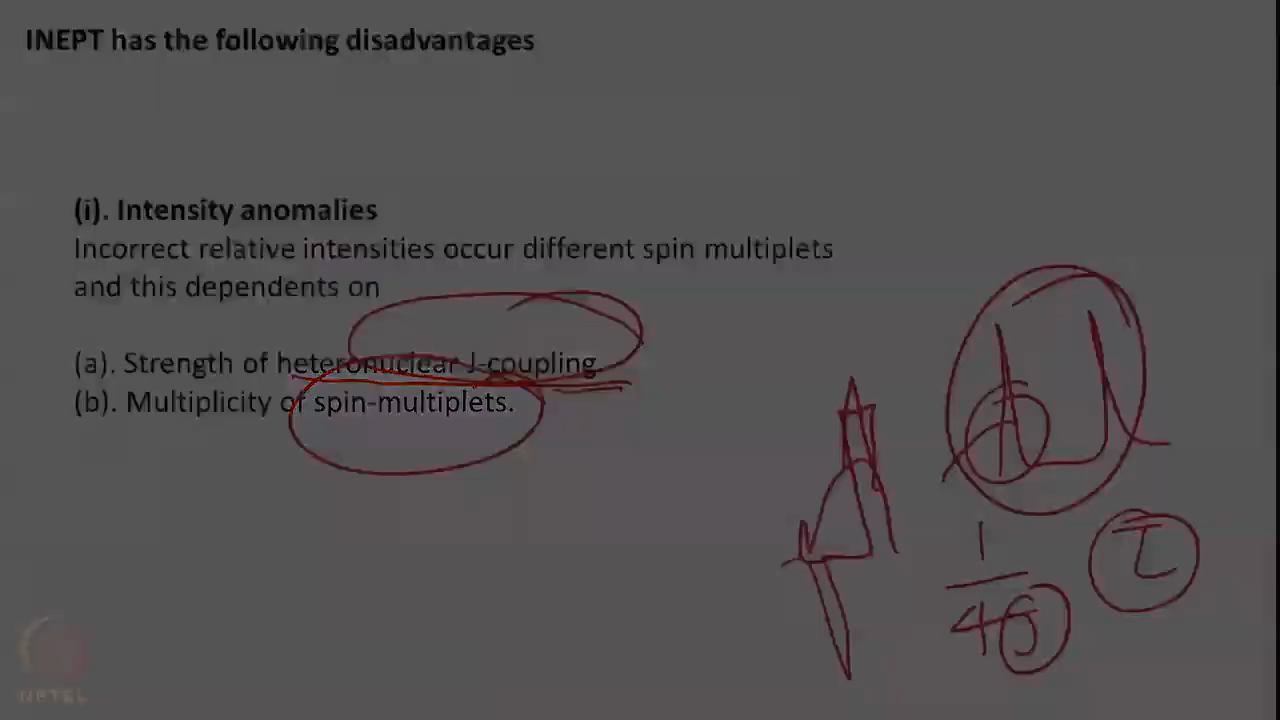 INEPT has the following disadvantages
(i). Intensity anomalies
Incorrect relative intensities occur different spin multiplets
and this dependents on
(a). Strength of heteronuclear J-coupling.
(b). Multiplicity of spin-multiplets.
1
4J
τ
NPTEL